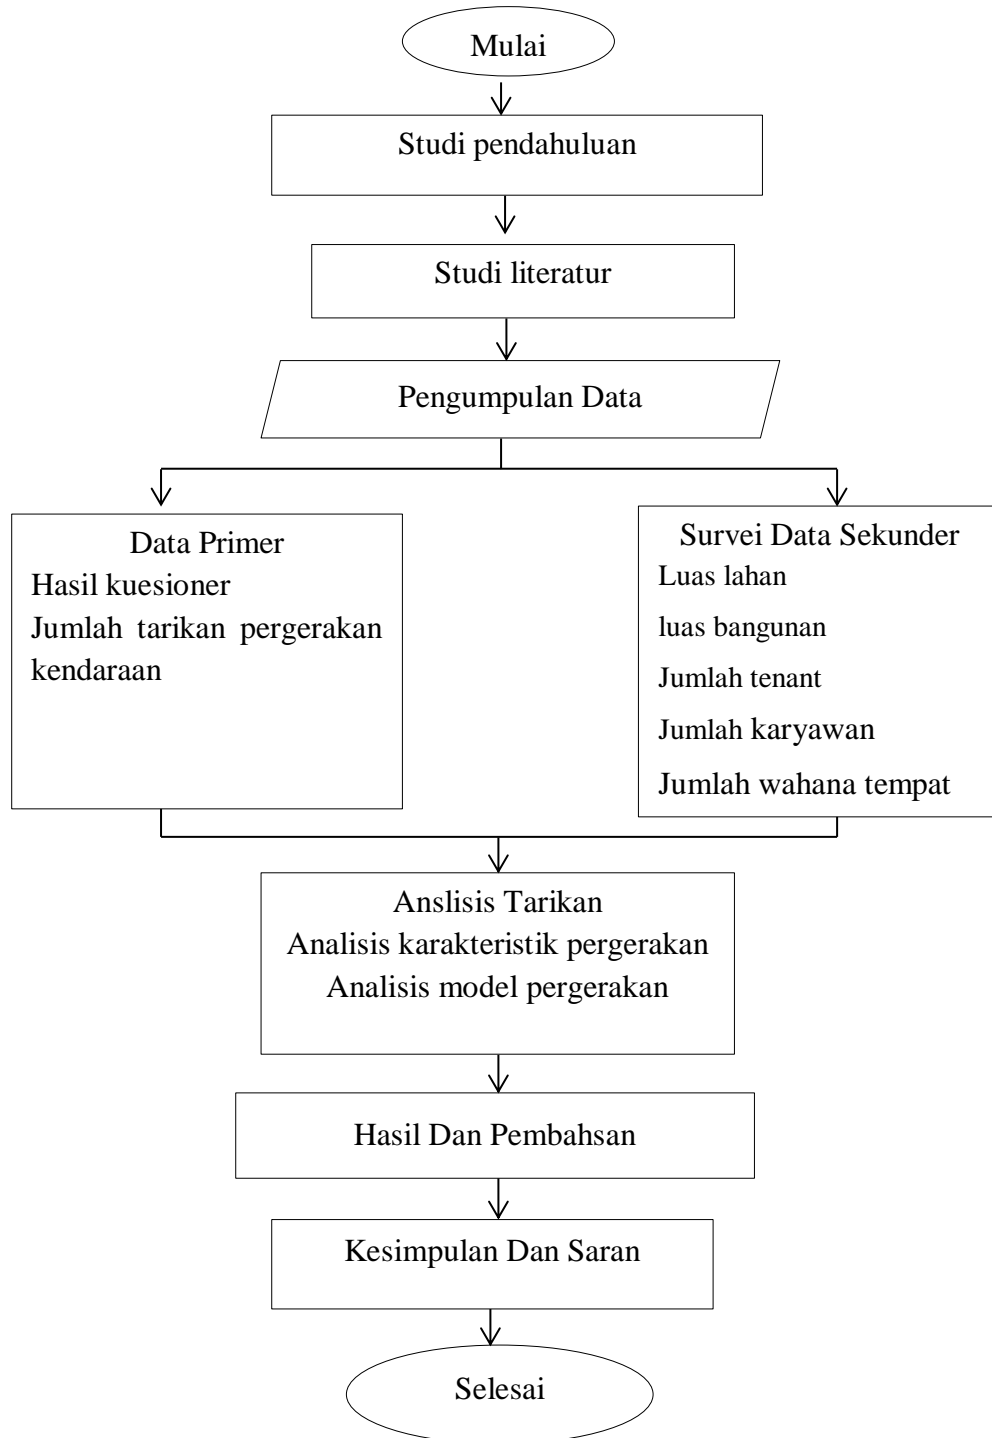 Mulai
Studi pendahuluan
Studi literatur
Pengumpulan Data
Data Primer
Hasil kuesioner
Jumlah tarikan pergerakan
kendaraan
Survei Data Sekunder
Luas lahan
luas bangunan
Jumlah tenant
Jumlah karyawan
Jumlah wahana tempat
Anslisis Tarikan
Analisis karakteristik pergerakan
Analisis model pergerakan
Hasil Dan Pembahsan
Kesimpulan Dan Saran
Selesai